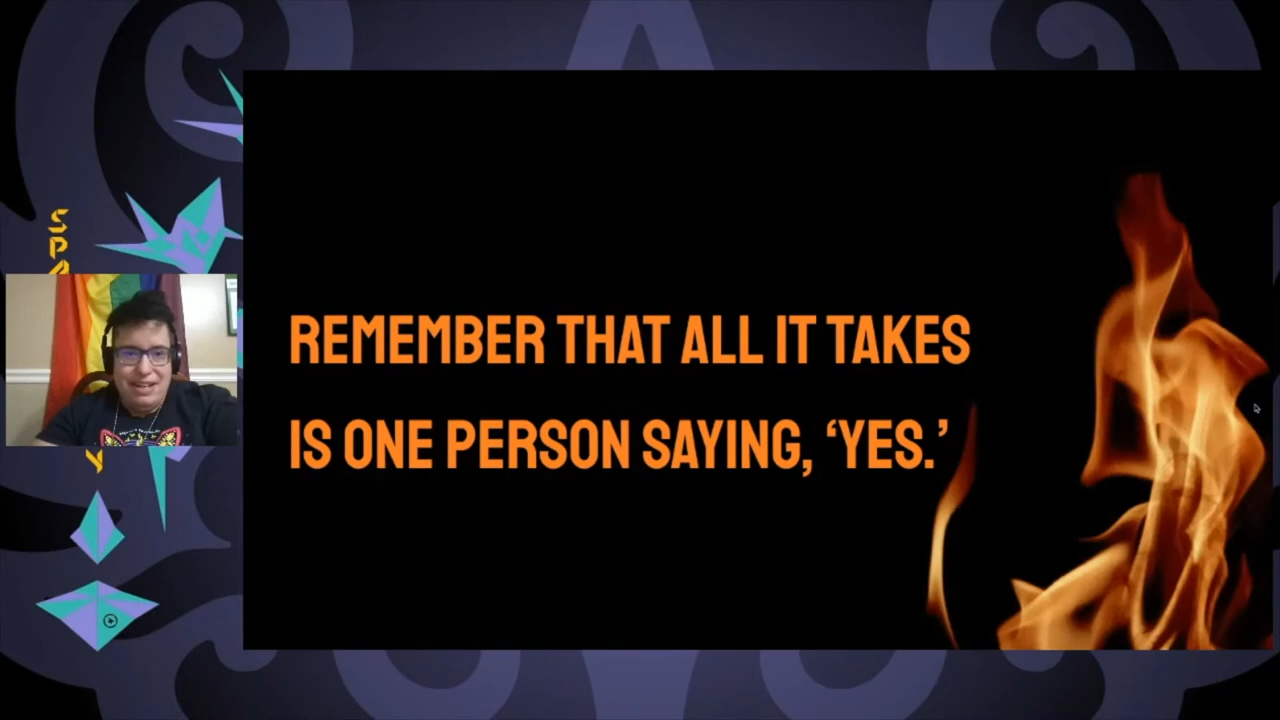 REMEMBER THAT ALL IT TAKES
IS ONE PERSON SAYING, ‘YES.’